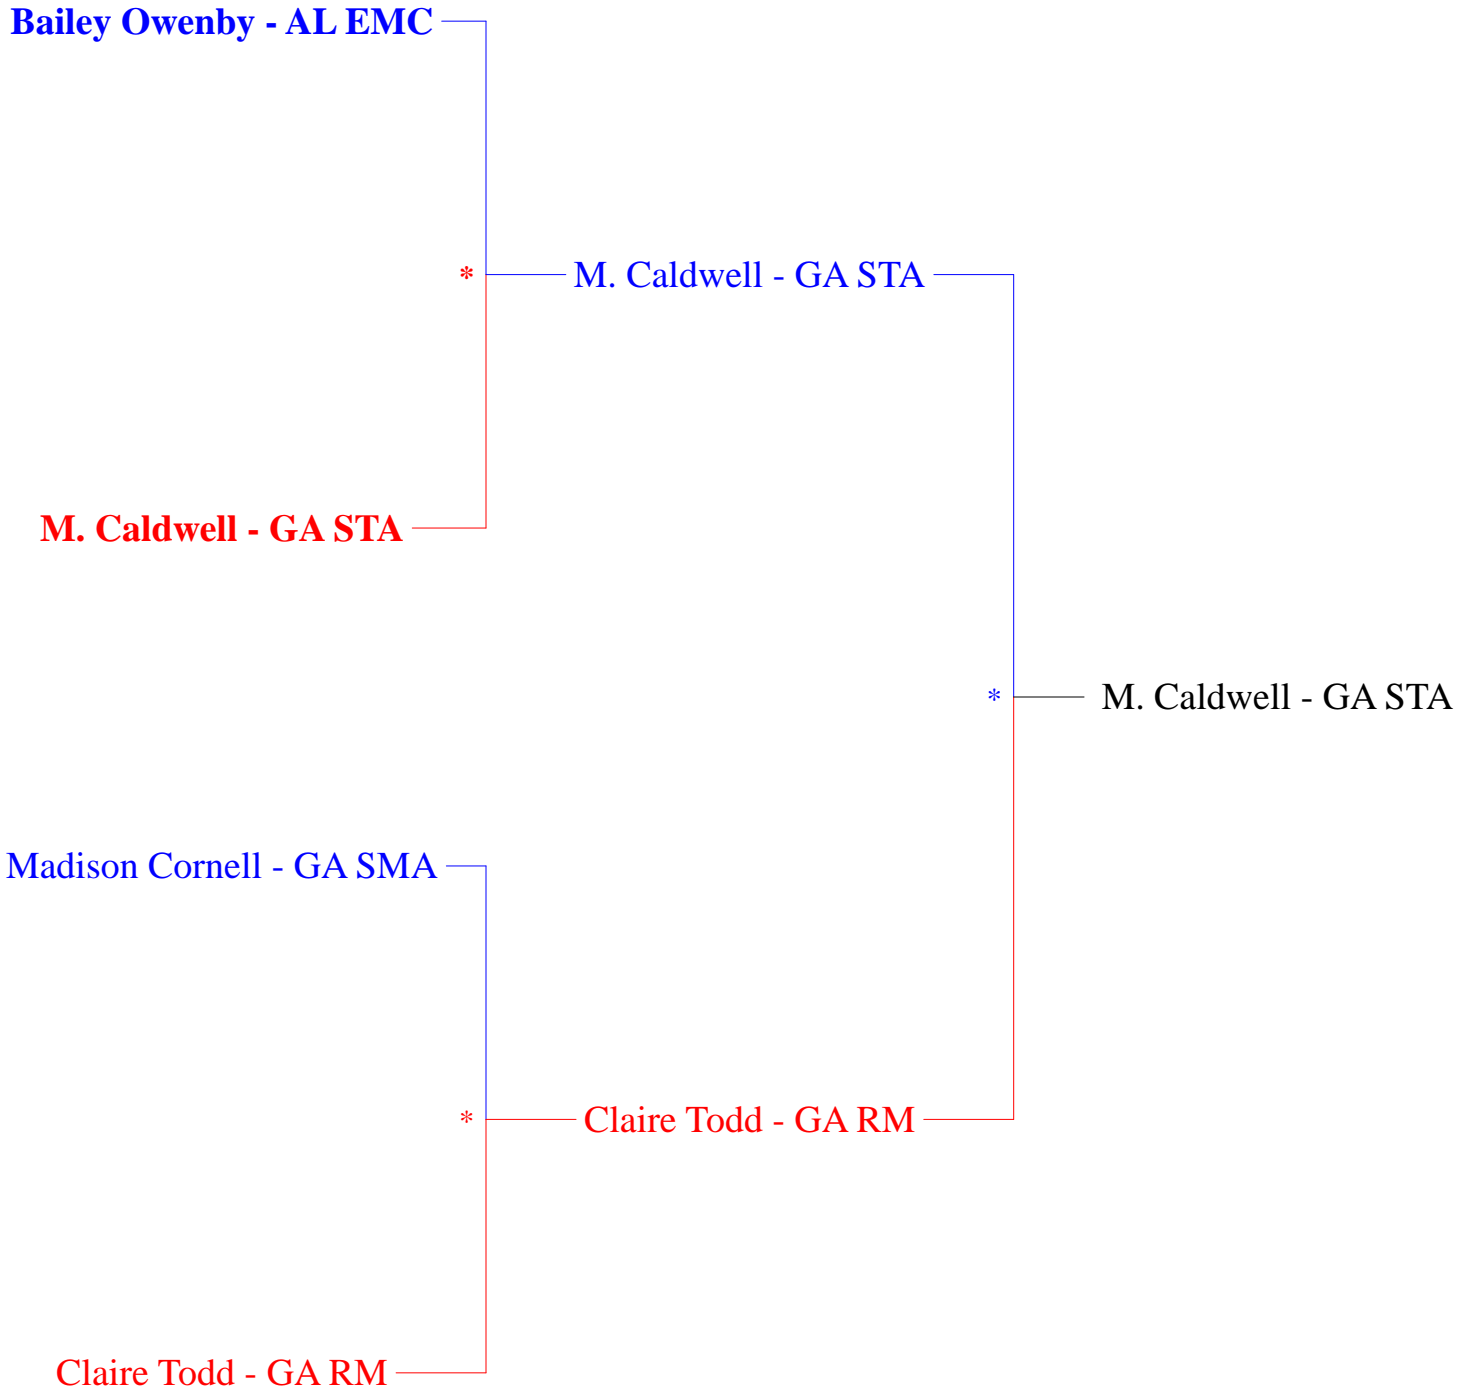 Bailey Owenby - AL EMC
* M. Caldwell - GA STA
M. Caldwell - GA STA
* M. Caldwell - GA STA
Madison Cornell - GA SMA
* Claire Todd - GA RM
Claire Todd - GA RM